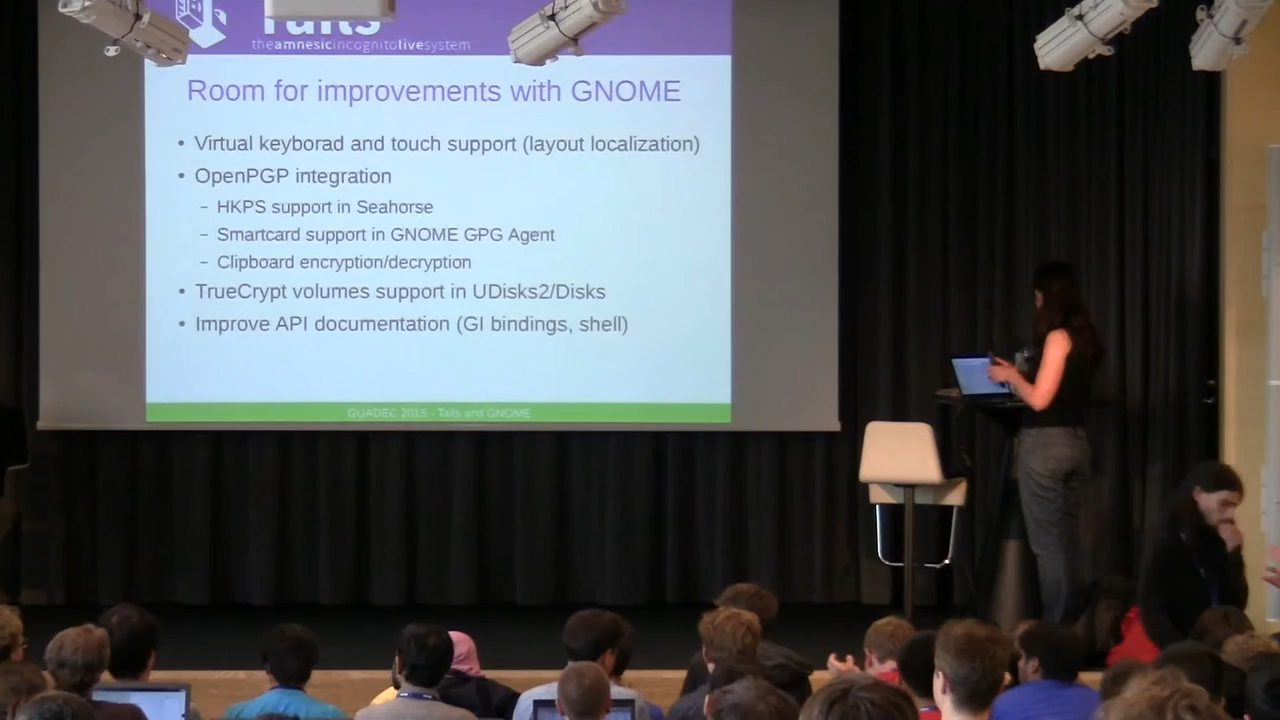 Tails
theamnesicincognitolivesystem
Room for improvements with GNOME
• Virtual keyborad and touch support (layout localization)
• OpenPGP integration
– HKPS support in Seahorse
– Smartcard support in GNOME GPG Agent
– Clipboard encryption/decryption
• TrueCrypt volumes support in UDisks2/Disks
• Improve API documentation (GI bindings, shell)
GUADEC 2015 - Tails and GNOME